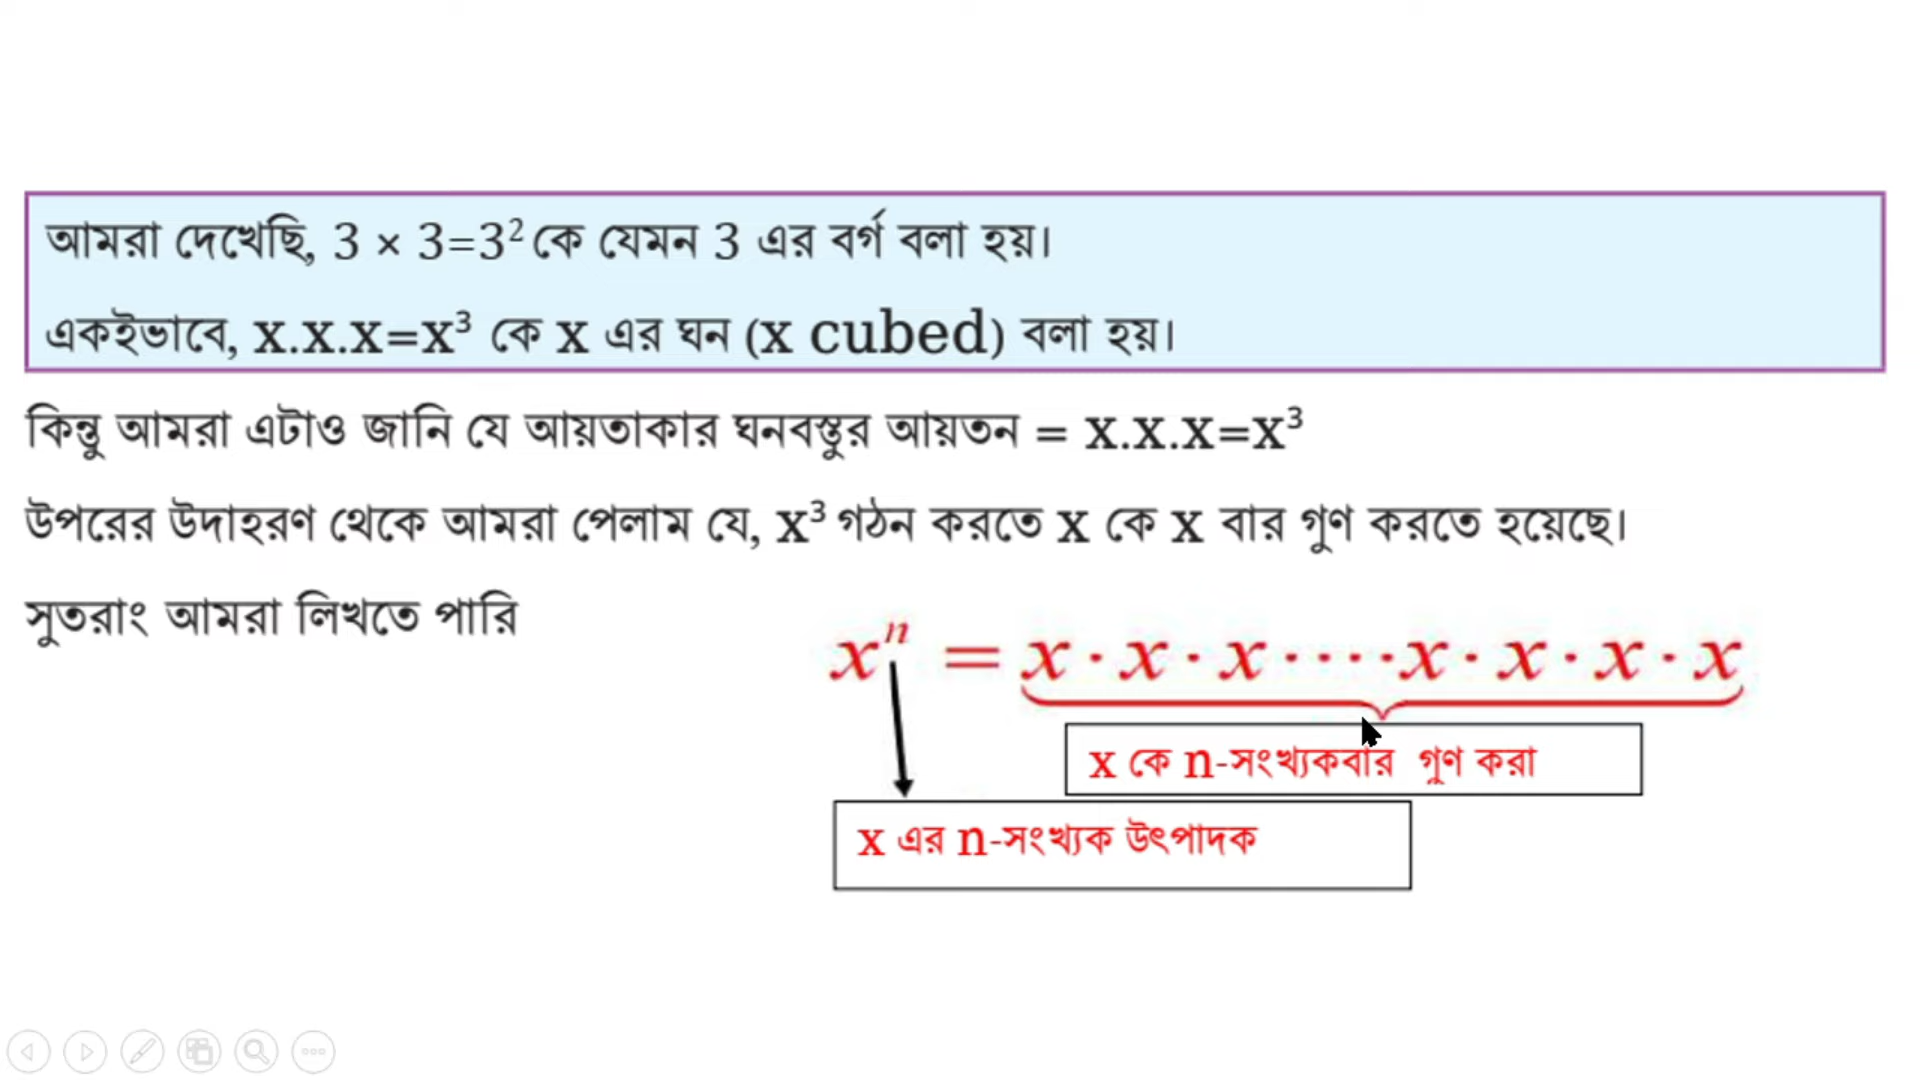 আমরা দেখেছি, 3 × 3=3² কে যেমন 3 এর বর্গ বলা হয়।
একইভাবে, x.x.x=x³ কে x এর ঘন (x cubed) বলা হয়।
কিন্তু আমরা এটাও জানি যে আয়তাকার ঘনবস্তুর আয়তন = x.x.x=x³
উপরের উদাহরণ থেকে আমরা পেলাম যে, x³ গঠন করতে x কে x বার গুণ করতে হয়েছে।
সুতরাং আমরা লিখতে পারি
xⁿ = x · x · x · · · · x · x · x · x
x কে n-সংখ্যকবার গুণ করা
x এর n-সংখ্যক উৎপাদক